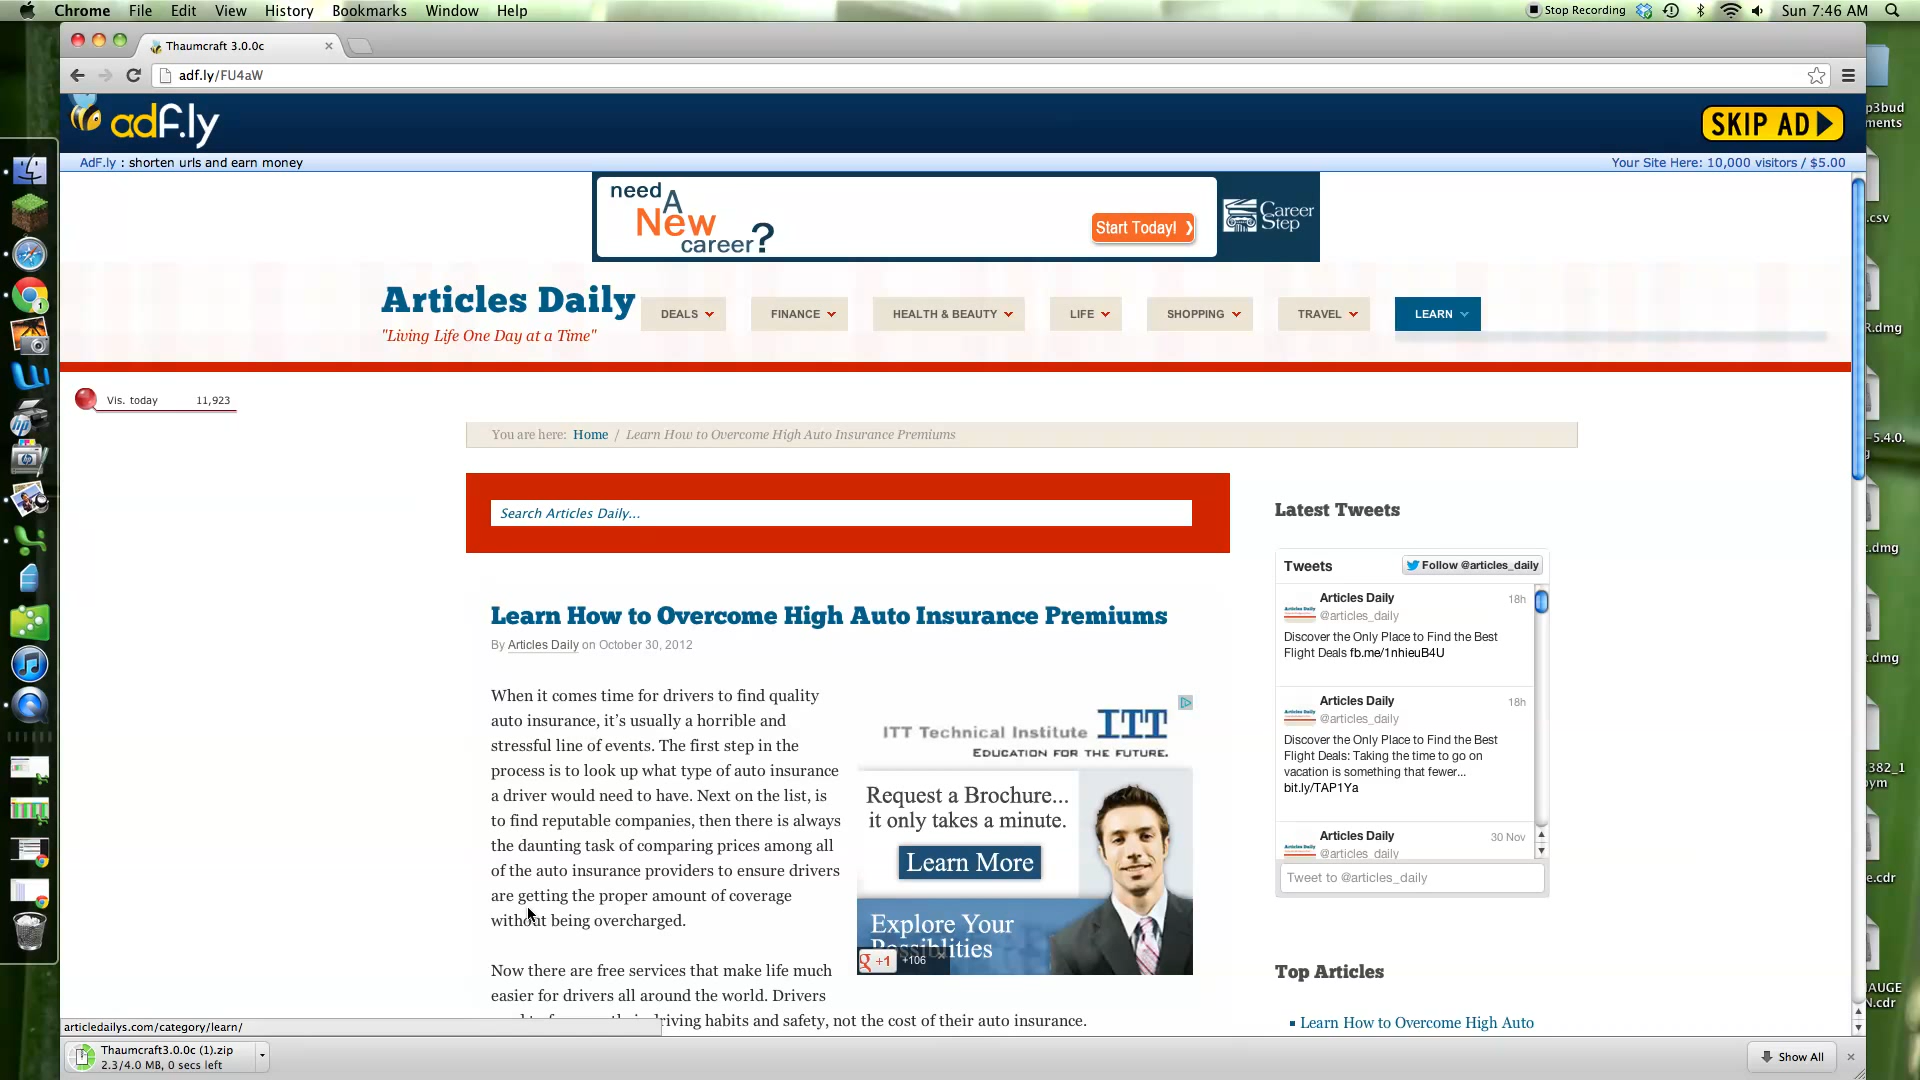 Chrome File Edit View History Bookmarks Window Help
Stop Recording
Sun 7:46 AM
Thaumcraft 3.0.0c
adf.ly/FU4aW
adf.ly
SKIP AD
AdF.ly : shorten urls and earn money
Your Site Here: 10,000 visitors / $5.00
need A New career?
Start Today!
Career Step
Articles Daily
"Living Life One Day at a Time"
DEALS
FINANCE
HEALTH & BEAUTY
LIFE
SHOPPING
TRAVEL
LEARN
Vis. today 11,923
You are here: Home / Learn How to Overcome High Auto Insurance Premiums
Search Articles Daily...
Learn How to Overcome High Auto Insurance Premiums
By Articles Daily on October 30, 2012
When it comes time for drivers to find quality
auto insurance, it's usually a horrible and
stressful line of events. The first step in the
process is to look up what type of auto insurance
a driver would need to have. Next on the list, is
to find reputable companies, then there is always
the daunting task of comparing prices among all
of the auto insurance providers to ensure drivers
are getting the proper amount of coverage
without being overcharged.
Now there are free services that make life much
easier for drivers all around the world. Drivers
driving habits and safety, not the cost of their auto insurance.
ITT Technical Institute ITT
EDUCATION FOR THE FUTURE.
Request a Brochure...
it only takes a minute.
Learn More
Explore Your
Possiblities
+1 +106
Latest Tweets
Tweets
Follow @articles_daily
Articles Daily 18h
@articles_daily
Discover the Only Place to Find the Best
Flight Deals fb.me/1nhieuB4U
Articles Daily 18h
@articles_daily
Discover the Only Place to Find the Best
Flight Deals: Taking the time to go on
vacation is something that fewer...
bit.ly/TAP1Ya
Articles Daily 30 Nov
@articles_daily
Tweet to @articles_daily
Top Articles
Learn How to Overcome High Auto
articledailys.com/category/learn/
Thaumcraft3.0.0c (1).zip
2.3/4.0 MB, 0 secs left
Show All
p3bud
ments
.csv
R.dmg
-5.4.0.
g
t.dmg
t.dmg
382_1
ym
e.cdr
AUGE
N.cdr